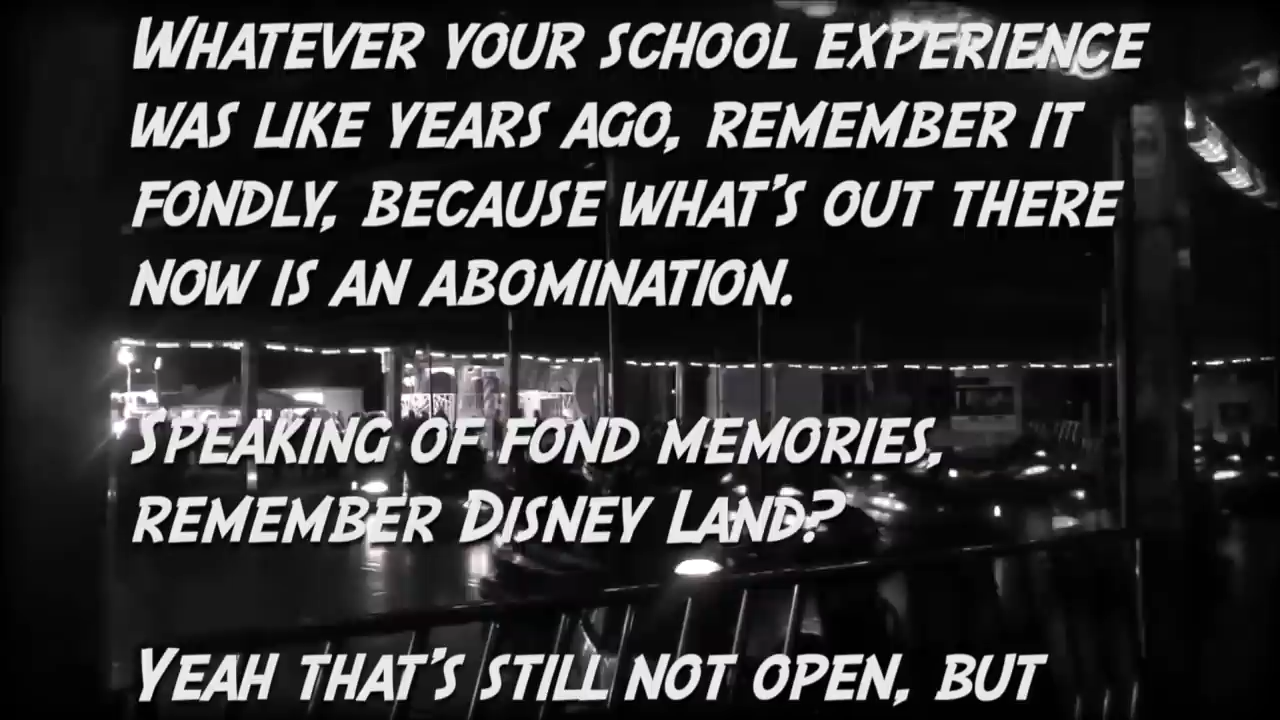 Whatever your school experience
was like years ago, remember it
fondly, because what's out there
now is an abomination.
Speaking of fond memories,
remember Disney Land?
Yeah that's still not open, but